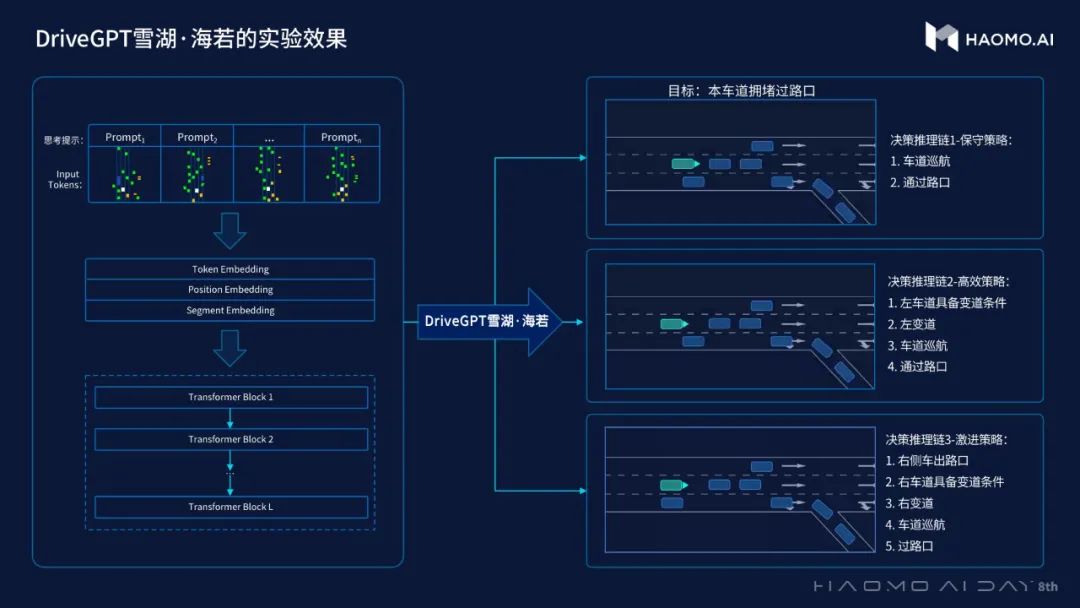 DriveGPT雪湖·海若的实验效果
HAOMO.AI
思考提示：
Prompt1
Prompt2
...
Promptn
Input
Tokens：
Token Embedding
Position Embedding
Segment Embedding
Transformer Block 1
Transformer Block 2
...
Transformer Block L
DriveGPT雪湖·海若
目标：本车道拥堵过路口
决策推理链1-保守策略：
1. 车道巡航
2. 通过路口
决策推理链2-高效策略：
1. 左车道具备变道条件
2. 左变道
3. 车道巡航
4. 通过路口
决策推理链3-激进策略：
1. 右侧车出路口
2. 右车道具备变道条件
3. 右变道
4. 车道巡航
5. 过路口
HAOMO AI DAY 8th